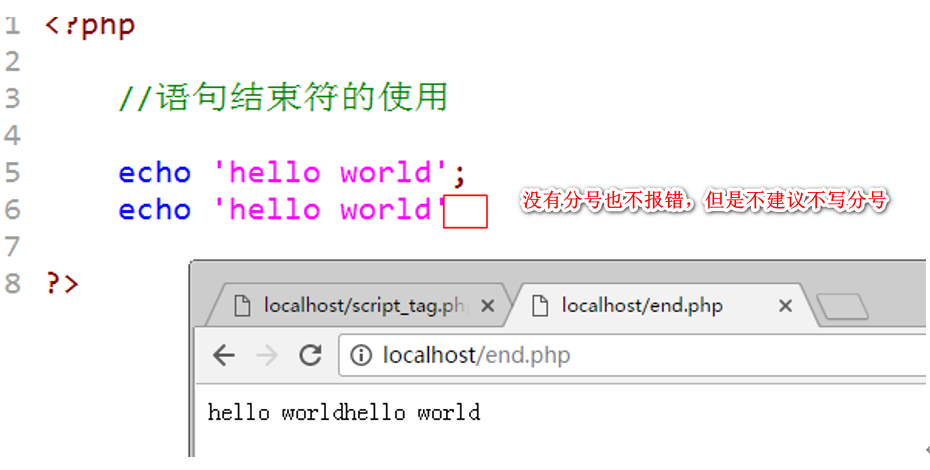 1 <?php
2
3 //语句结束符的使用
4
5 echo 'hello world';
6 echo 'hello world'
没有分号也不报错，但是不建议不写分号
7
8 ?>
localhost/script_tag.ph
localhost/end.php
localhost/end.php
hello worldhello world